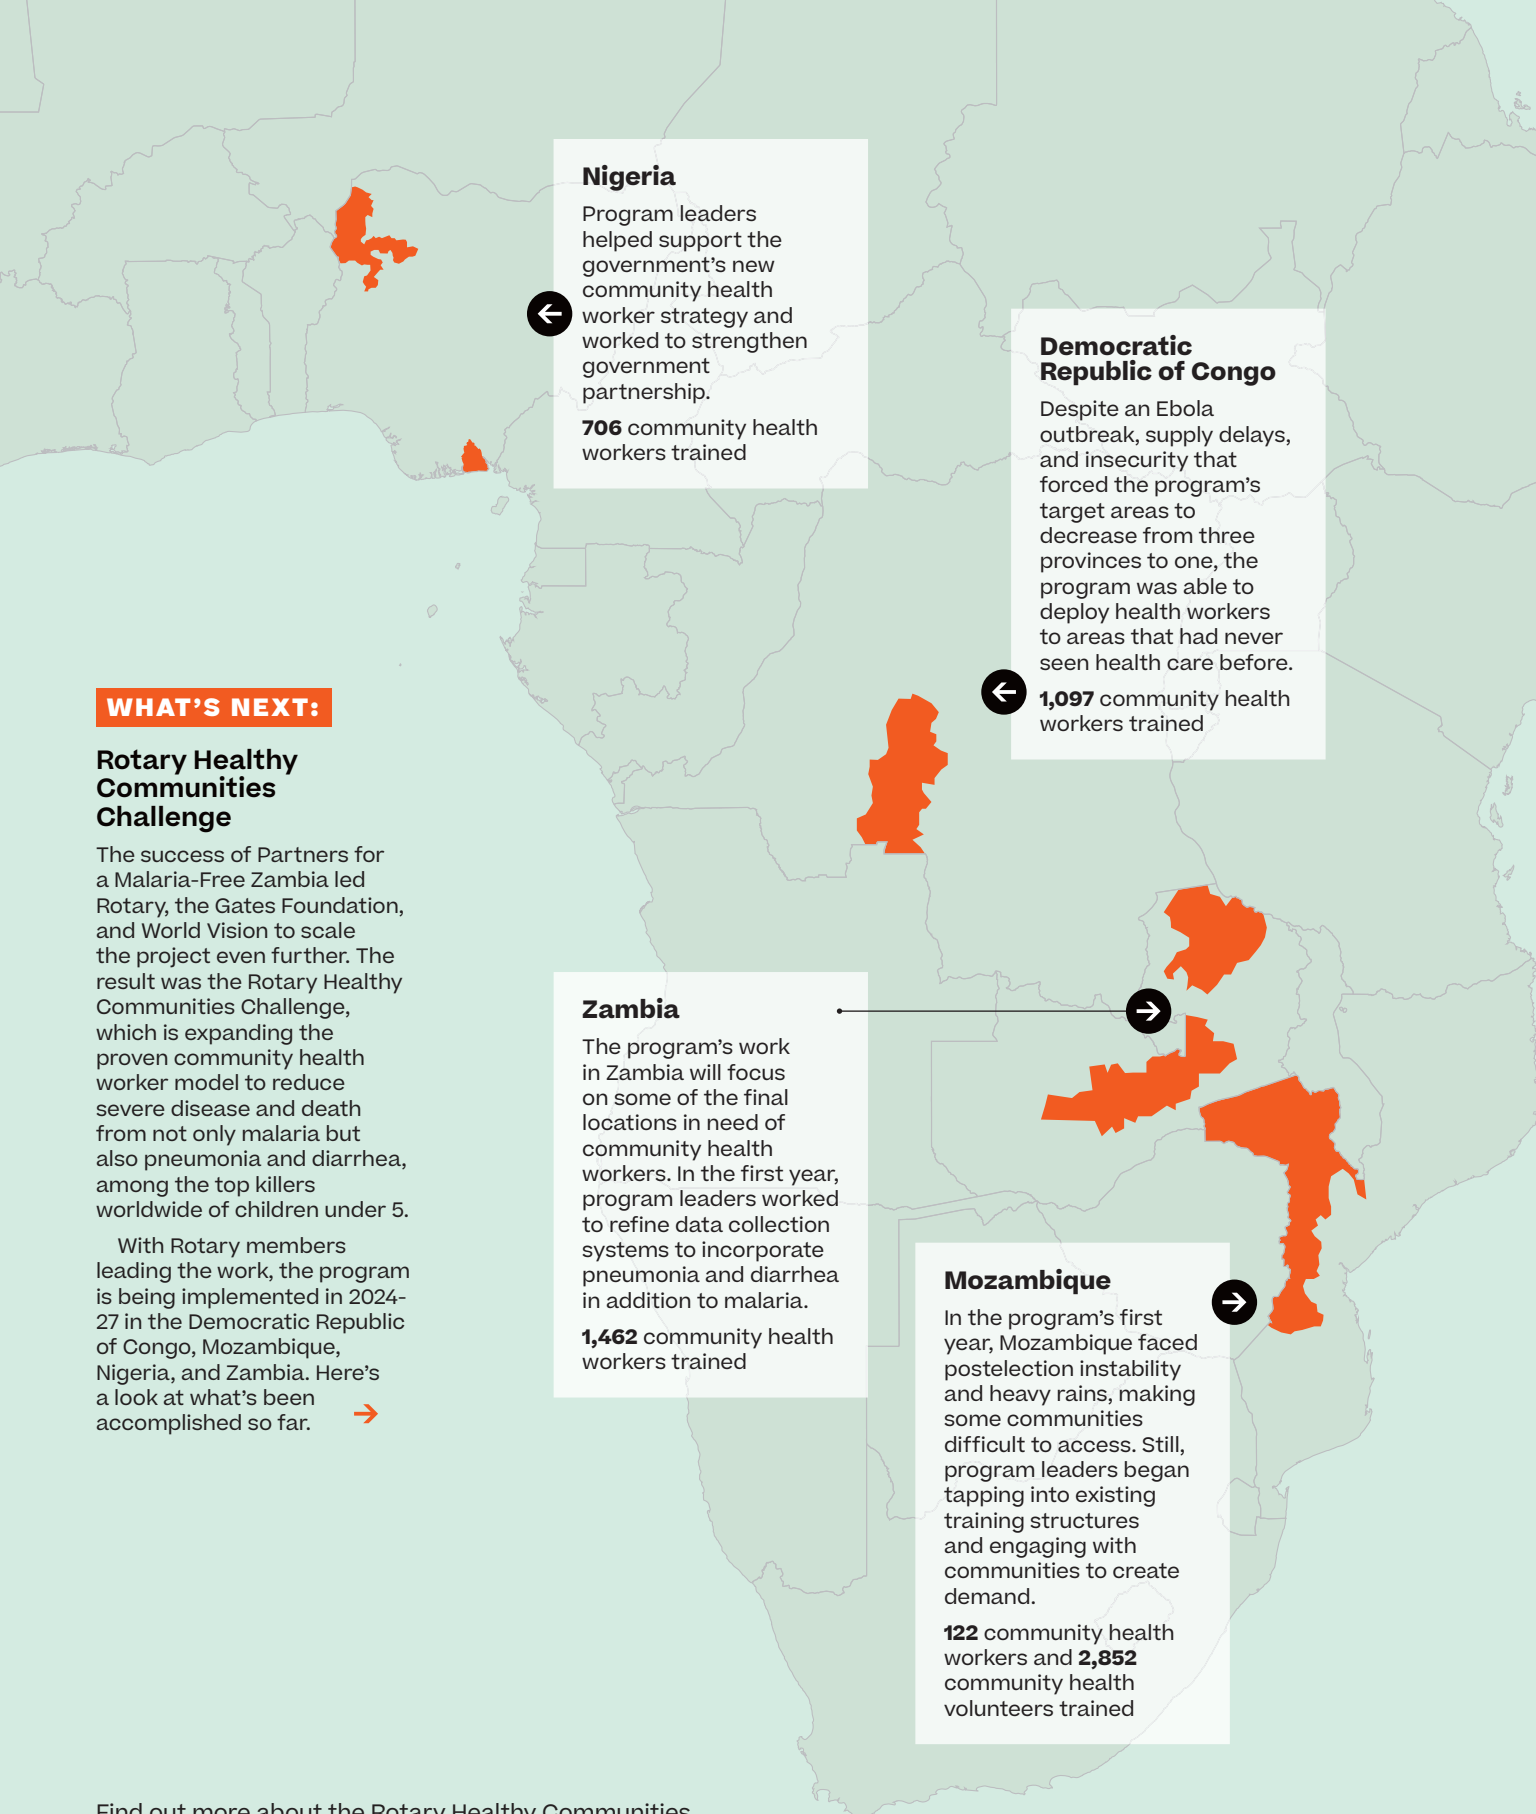 WHAT’S NEXT:
Rotary Healthy
Communities
Challenge
The success of Partners for
a Malaria-Free Zambia led
Rotary, the Gates Foundation,
and World Vision to scale
the project even further. The
result was the Rotary Healthy
Communities Challenge,
which is expanding the
proven community health
worker model to reduce
severe disease and death
from not only malaria but
also pneumonia and diarrhea,
among the top killers
worldwide of children under 5.
With Rotary members
leading the work, the program
is being implemented in 2024-
27 in the Democratic Republic
of Congo, Mozambique,
Nigeria, and Zambia. Here’s
a look at what’s been
accomplished so far.
Nigeria
Program leaders
helped support the
government’s new
community health
worker strategy and
worked to strengthen
government
partnership.
706 community health
workers trained
Democratic
Republic of Congo
Despite an Ebola
outbreak, supply delays,
and insecurity that
forced the program’s
target areas to
decrease from three
provinces to one, the
program was able to
deploy health workers
to areas that had never
seen health care before.
1,097 community health
workers trained
Zambia
The program’s work
in Zambia will focus
on some of the final
locations in need of
community health
workers. In the first year,
program leaders worked
to refine data collection
systems to incorporate
pneumonia and diarrhea
in addition to malaria.
1,462 community health
workers trained
Mozambique
In the program’s first
year, Mozambique faced
postelection instability
and heavy rains, making
some communities
difficult to access. Still,
program leaders began
tapping into existing
training structures
and engaging with
communities to create
demand.
122 community health
workers and 2,852
community health
volunteers trained
Find out more about the Rotary Healthy Communities